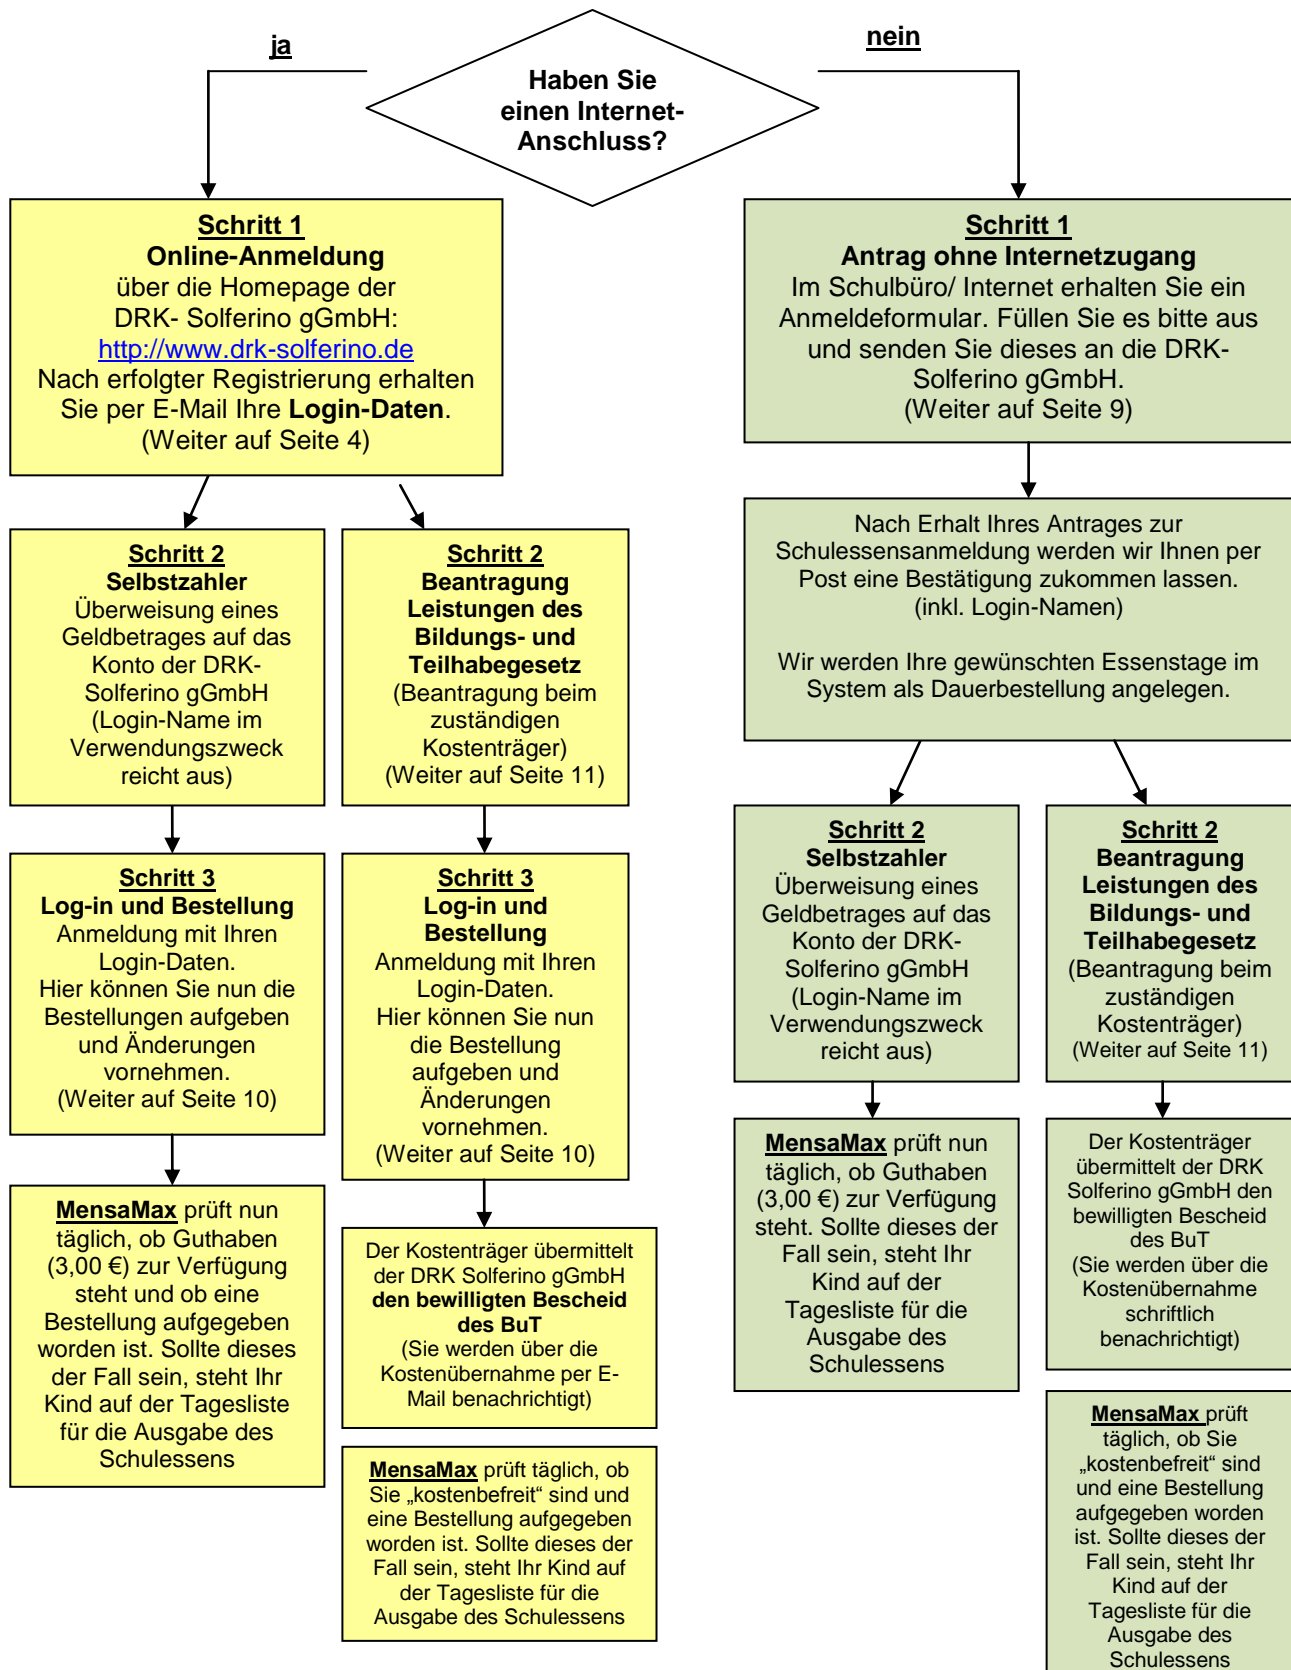 ja
nein
Haben Sie
einen Internet-
Anschluss?
Schritt 1
Online-Anmeldung
über die Homepage der
DRK- Solferino gGmbH:
http://www.drk-solferino.de
Nach erfolgter Registrierung erhalten
Sie per E-Mail Ihre Login-Daten.
(Weiter auf Seite 4)
Schritt 1
Antrag ohne Internetzugang
Im Schulbüro/ Internet erhalten Sie ein
Anmeldeformular. Füllen Sie es bitte aus
und senden Sie dieses an die DRK-
Solferino gGmbH.
(Weiter auf Seite 9)
Schritt 2
Selbstzahler
Überweisung eines
Geldbetrages auf das
Konto der DRK-
Solferino gGmbH
(Login-Name im
Verwendungszweck
reicht aus)
Schritt 2
Beantragung
Leistungen des
Bildungs- und
Teilhabegesetz
(Beantragung beim
zuständigen
Kostenträger)
(Weiter auf Seite 11)
Nach Erhalt Ihres Antrages zur
Schulessensanmeldung werden wir Ihnen per
Post eine Bestätigung zukommen lassen.
(inkl. Login-Namen)
Wir werden Ihre gewünschten Essenstage im
System als Dauerbestellung angelegen.
Schritt 3
Log-in und Bestellung
Anmeldung mit Ihren
Login-Daten.
Hier können Sie nun die
Bestellungen aufgeben
und Änderungen
vornehmen.
(Weiter auf Seite 10)
Schritt 3
Log-in und
Bestellung
Anmeldung mit Ihren
Login-Daten.
Hier können Sie nun
die Bestellung
aufgeben und
Änderungen
vornehmen.
(Weiter auf Seite 10)
Schritt 2
Selbstzahler
Überweisung eines
Geldbetrages auf das
Konto der DRK-
Solferino gGmbH
(Login-Name im
Verwendungszweck
reicht aus)
Schritt 2
Beantragung
Leistungen des
Bildungs- und
Teilhabegesetz
(Beantragung beim
zuständigen
Kostenträger)
(Weiter auf Seite 11)
MensaMax prüft nun
täglich, ob Guthaben
(3,00 €) zur Verfügung
steht und ob eine
Bestellung aufgegeben
worden ist. Sollte dieses
der Fall sein, steht Ihr
Kind auf der Tagesliste
für die Ausgabe des
Schulessens
Der Kostenträger übermittelt
der DRK Solferino gGmbH
den bewilligten Bescheid
des BuT
(Sie werden über die
Kostenübernahme per E-
Mail benachrichtigt)
MensaMax prüft täglich, ob
Sie „kostenbefreit“ sind und
eine Bestellung aufgegeben
worden ist. Sollte dieses der
Fall sein, steht Ihr Kind auf
der Tagesliste für die
Ausgabe des Schulessens
MensaMax prüft nun
täglich, ob Guthaben
(3,00 €) zur Verfügung
steht. Sollte dieses der
Fall sein, steht Ihr
Kind auf der
Tagesliste für die
Ausgabe des
Schulessens
Der Kostenträger
übermittelt der DRK
Solferino gGmbH den
bewilligten Bescheid
des BuT
(Sie werden über die
Kostenübernahme
schriftlich
benachrichtigt)
MensaMax prüft
täglich, ob Sie
„kostenbefreit“ sind
und eine Bestellung
aufgegeben worden
ist. Sollte dieses der
Fall sein, steht Ihr
Kind auf der
Tagesliste für die
Ausgabe des
Schulessens